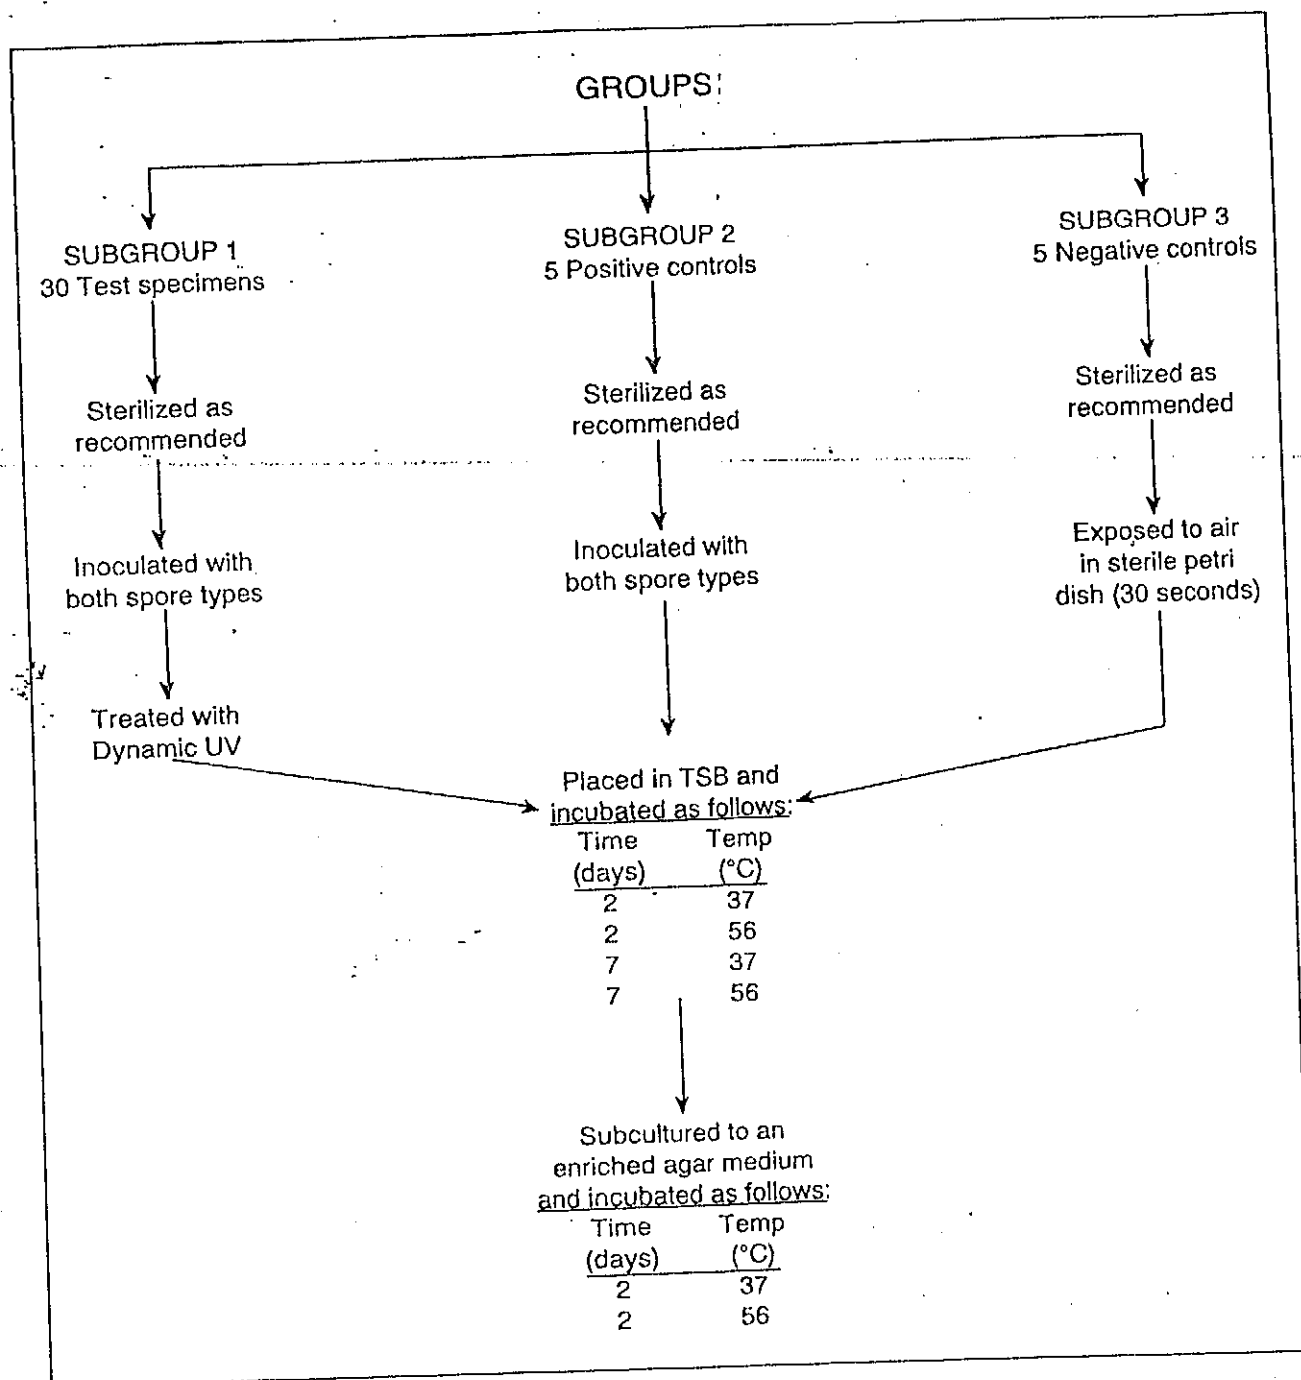 GROUPS:
SUBGROUP 1
30 Test specimens
Sterilized as
recommended
Inoculated with
both spore types
Treated with
Dynamic UV
SUBGROUP 2
5 Positive controls
Sterilized as
recommended
Inoculated with
both spore types
SUBGROUP 3
5 Negative controls
Sterilized as
recommended
Exposed to air
in sterile petri
dish (30 seconds)
Placed in TSB and
incubated as follows:
Time Temp
(days) (°C)
2 37
2 56
7 37
7 56
Subcultured to an
enriched agar medium
and incubated as follows:
Time Temp
(days) (°C)
2 37
2 56